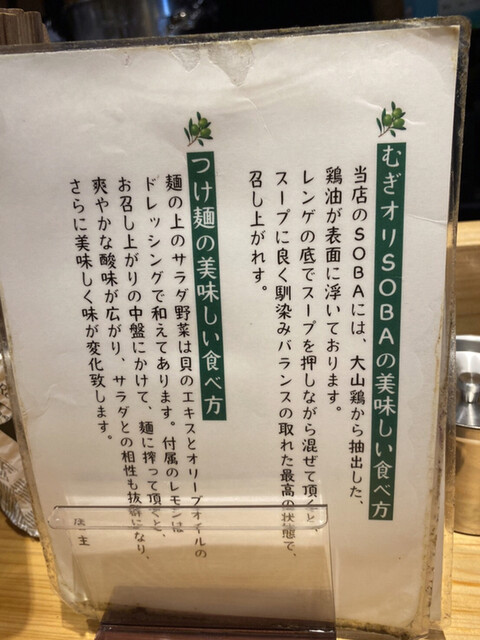 むぎオリSOBAの美味しい食べ方
当店のSOBAには、大山鶏から抽出した、
鶏油が表面に浮いております。
レンゲの底でスープを押しながら混ぜて頂くと、
スープに良く馴染みバランスの取れた最高の状態で、
召し上がれす。
つけ麺の美味しい食べ方
麺の上のサラダ野菜は貝のエキスとオリーブオイルの
ドレッシングで和えてあります。付属のレモンは
お召し上がりの中盤にかけて、麺に搾って頂くと、
爽やかな酸味が広がり、サラダとの相性も抜群になり、
さらに美味しく味が変化致します。
店主